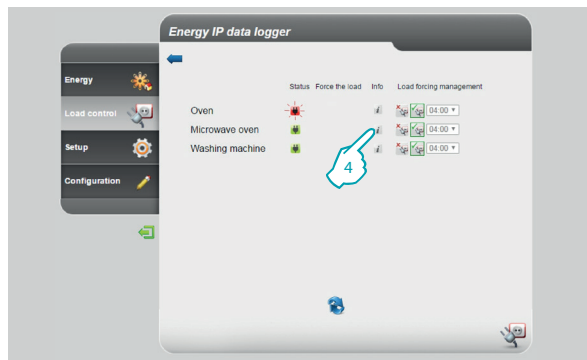 Energy IP data logger
Energy
Load control
Setup
Configuration
Status Force the load Info Load forcing management
Oven i 04:00
Microwave oven i 04:00
Washing machine i 04:00
4